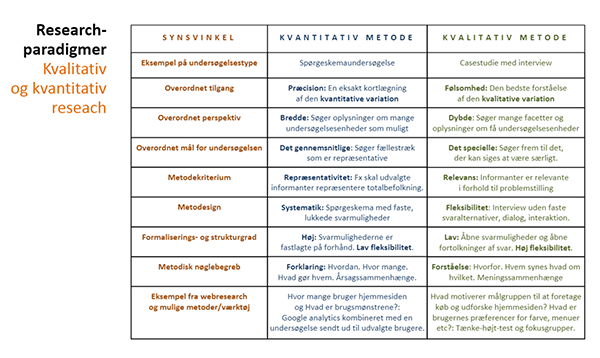 Research-
paradigmer
Kvalitativ
og kvantitativ
reseach
SYNSVINKEL
KVANTITATIV METODE
KVALITATIV METODE
Eksempel på undersøgelsestype
Spørgeskemaundersøgelse
Casestudie med interview
Overordnet tilgang
Præcision: En eksakt kortlægning
af den kvantitative variation
Følsomhed: Den bedste forståelse
af den kvalitative variation
Overordnet perspektiv
Bredde: Søger oplysninger om mange
undersøgelsesenheder som muligt
Dybde: Søger mange facetter og
oplysninger om få undersøgelsesenheder
Overordnet mål for undersøgelsen
Det gennemsnitlige: Søger fællestræk
som er repræsentative
Det specielle: Søger frem til det,
der kan siges at være særligt.
Metodekriterium
Repræsentativitet: Fx skal udvalgte
informanter repræsentere totalbefolkning.
Relevans: Informanter er relevante
i forhold til problemstilling
Metodesign
Systematik: Spørgeskema med faste,
lukkede svarmuligheder
Fleksibilitet: Interview uden faste
svaralternativer, dialog, interaktion.
Formaliserings- og strukturgrad
Høj: Svarmulighederne er
fastlagte på forhånd. Lav fleksibilitet.
Lav: Åbne svarmuligheder og åbne
fortolkninger af svar. Høj fleksibilitet.
Metodisk nøglebegreb
Forklaring: Hvordan. Hvor mange.
Hvad gør hvem. Årsagssammenhænge.
Forståelse: Hvorfor. Hvem synes hvad om
hvilket. Meningssammenhænge
Eksempel fra webresearch
og mulige metoder/værktøj
Hvor mange bruger hjemmesiden
og Hvad er brugsmønstrene?:
Google analytics kombineret med en
undersøgelse sendt ud til udvalgte brugere.
Hvad motiverer målgruppen til at foretage
køb og udforske hjemmesiden? Hvad er
brugernes præferencer for farve, menuer
etc?: Tænke-højt-test og fokusgrupper.